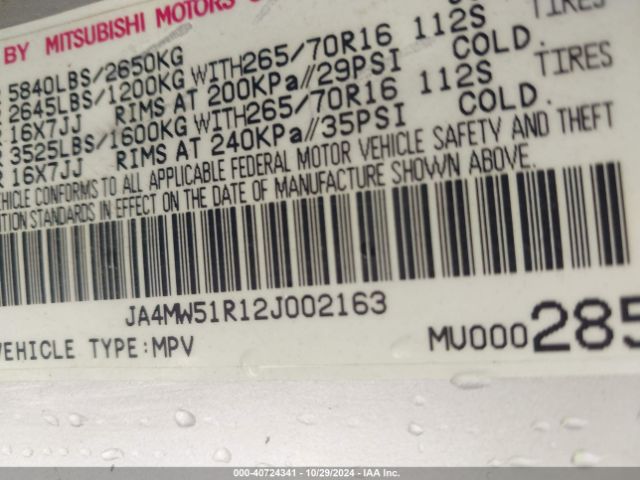 BY MITSUBISHI MOTORS
5840LBS/2650KG
2645LBS/1200KG WITH265/70R16 112S TIRES
16X7JJ RIMS AT 200KPa//29PSI COLD.
3525LBS/1600KG WITH265/70R16 112S TIRES
16X7JJ RIMS AT 240KPa//35PSI COLD.
VEHICLE CONFORMS TO ALL APPLICABLE FEDERAL MOTOR VEHICLE SAFETY AND THEFT
STANDARDS IN EFFECT ON THE DATE OF MANUFACTURE SHOWN ABOVE.
JA4MW51R12J002163
VEHICLE TYPE:MPV
MU000285
000-40724341 - 10/29/2024 - IAA Inc.